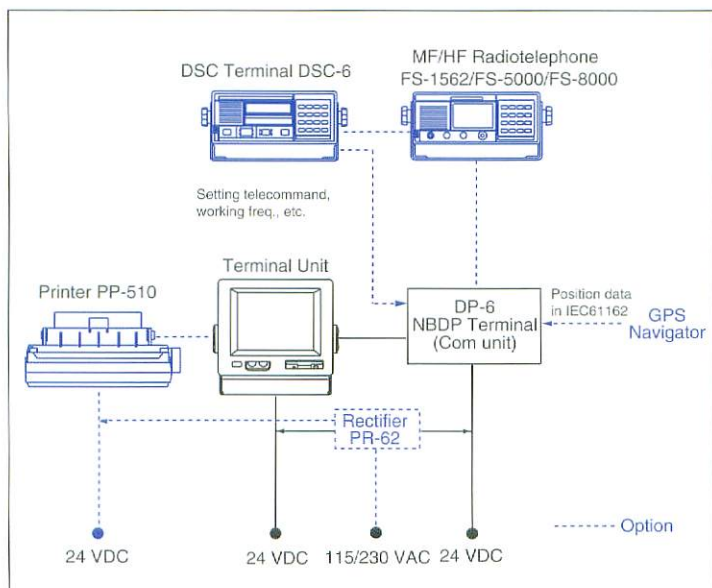 DSC Terminal DSC-6
MF/HF Radiotelephone
FS-1562/FS-5000/FS-8000
Setting telecommand,
working freq., etc.
Terminal Unit
Printer PP-510
DP-6
NBDP Terminal
(Com unit)
Position data
in IEC61162
GPS
Navigator
Rectifier
PR-62
Option
24 VDC
24 VDC
115/230 VAC
24 VDC